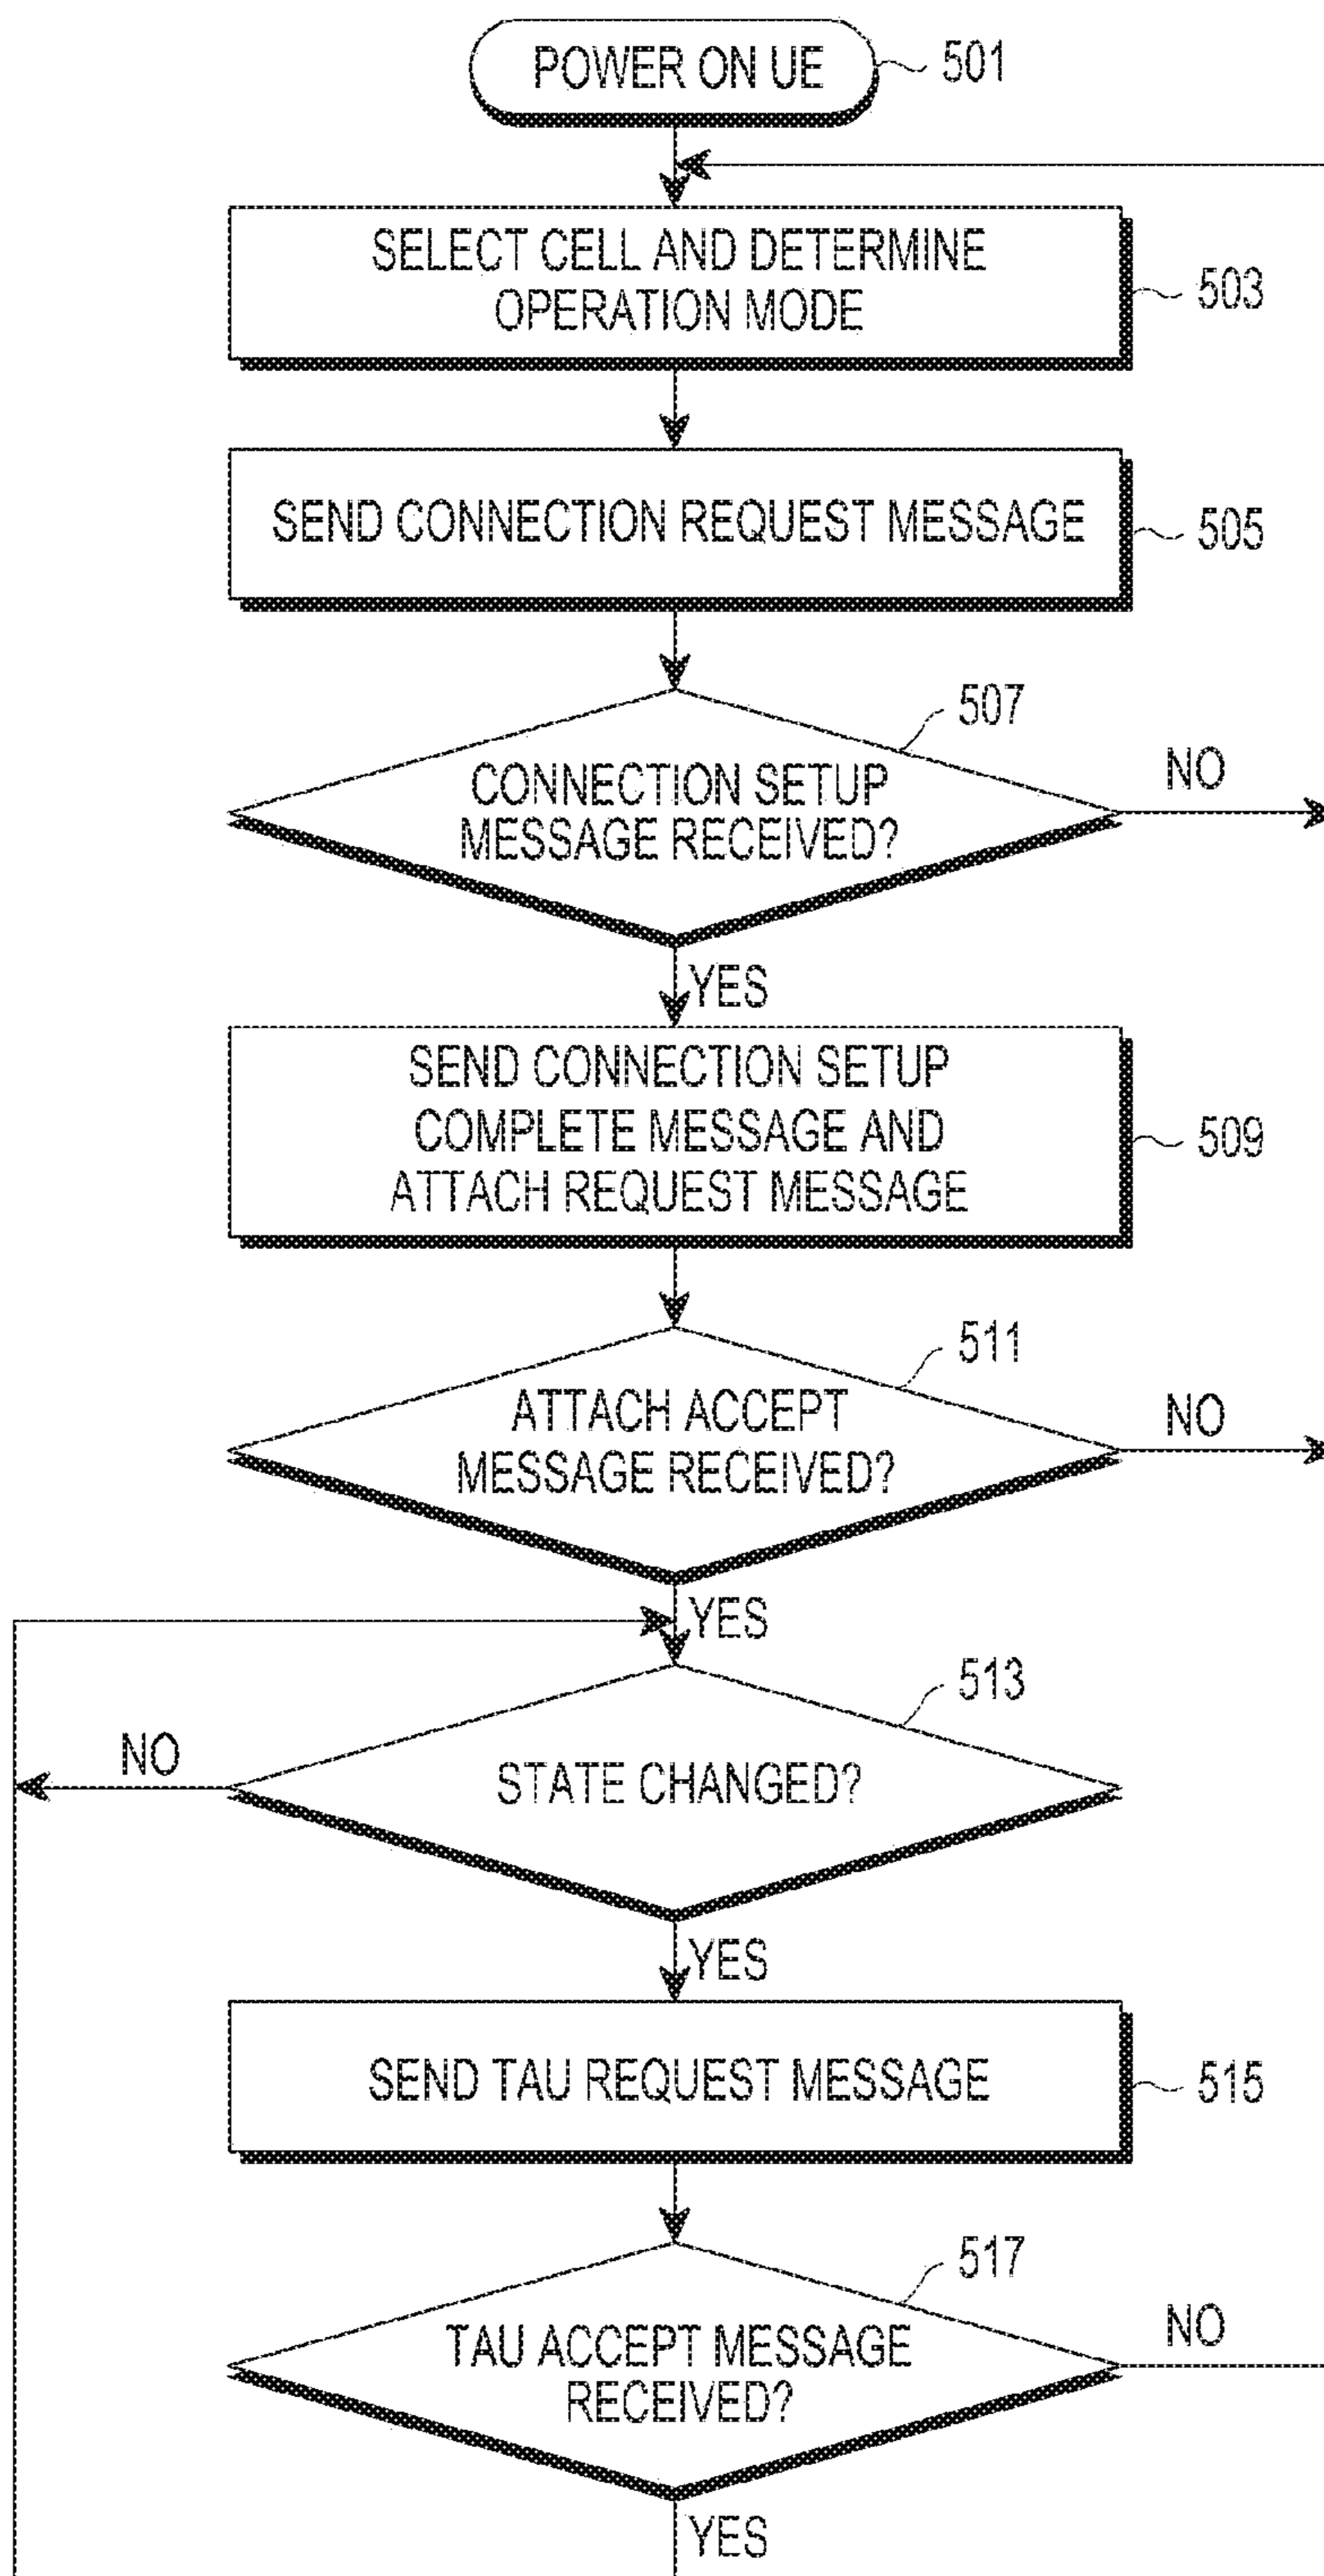 POWER ON UE
501
SELECT CELL AND DETERMINE
OPERATION MODE
503
SEND CONNECTION REQUEST MESSAGE
505
507
CONNECTION SETUP
MESSAGE RECEIVED?
NO
YES
SEND CONNECTION SETUP
COMPLETE MESSAGE AND
ATTACH REQUEST MESSAGE
509
511
ATTACH ACCEPT
MESSAGE RECEIVED?
NO
YES
513
NO
STATE CHANGED?
YES
SEND TAU REQUEST MESSAGE
515
517
TAU ACCEPT MESSAGE
RECEIVED?
NO
YES